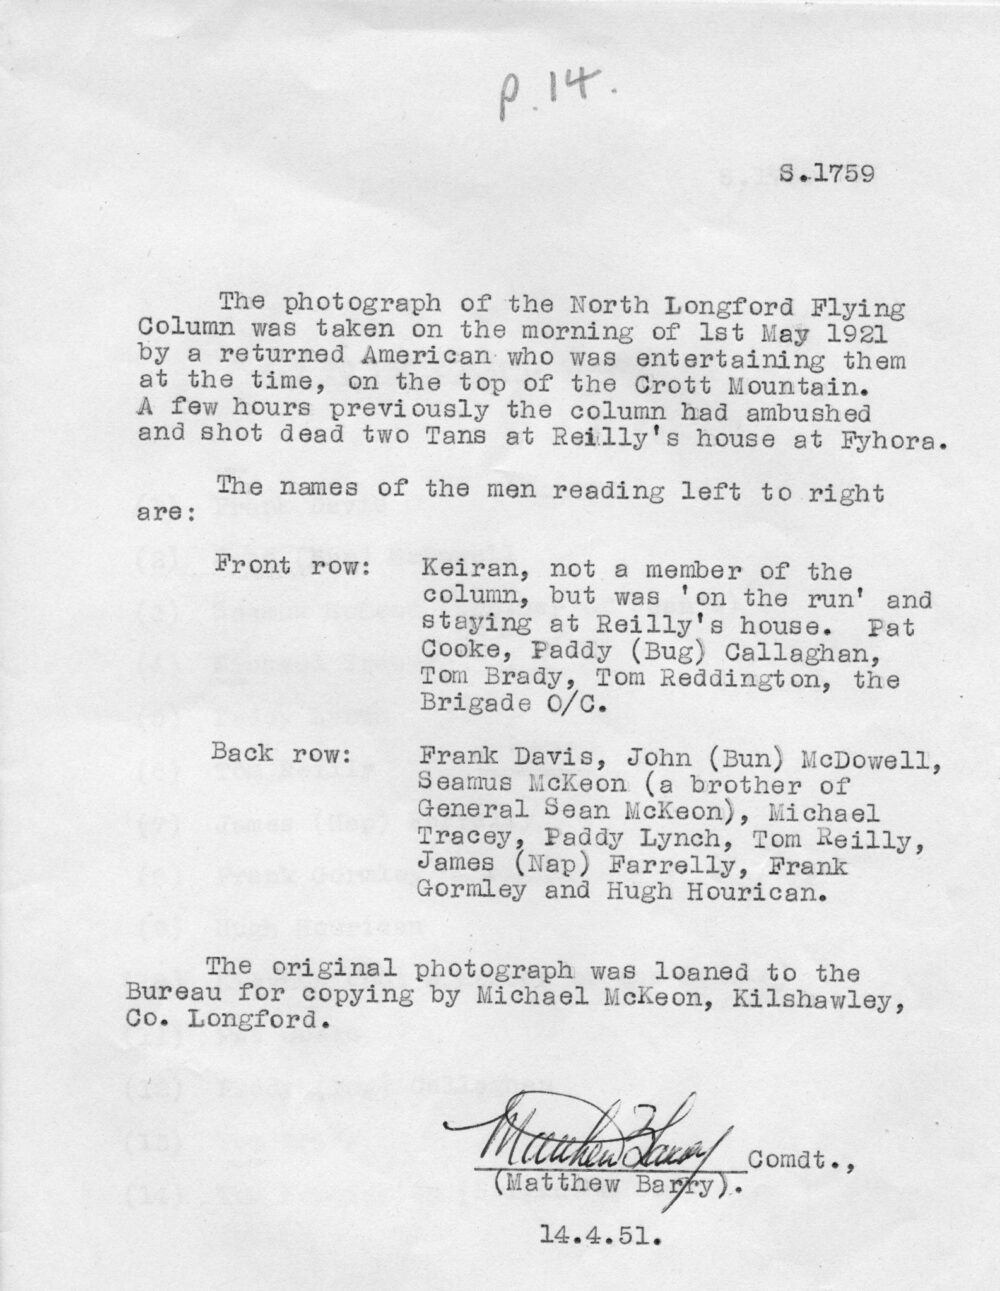 p.14.
S.1759
The photograph of the North Longford Flying
Column was taken on the morning of 1st May 1921
by a returned American who was entertaining them
at the time, on the top of the Crott Mountain.
A few hours previously the column had ambushed
and shot dead two Tans at Reilly's house at Fyhora.
The names of the men reading left to right
are:
Front row: Keiran, not a member of the
column, but was 'on the run' and
staying at Reilly's house. Pat
Cooke, Paddy (Bug) Callaghan,
Tom Brady, Tom Reddington, the
Brigade O/C.
Back row: Frank Davis, John (Bun) McDowell,
Seamus McKeon (a brother of
General Sean McKeon), Michael
Tracey, Paddy Lynch, Tom Reilly,
James (Nap) Farrelly, Frank
Gormley and Hugh Hourican.
The original photograph was loaned to the
Bureau for copying by Michael McKeon, Kilshawley,
Co. Longford.
Matthew Barry Comdt.,
(Matthew Barry).
14.4.51.